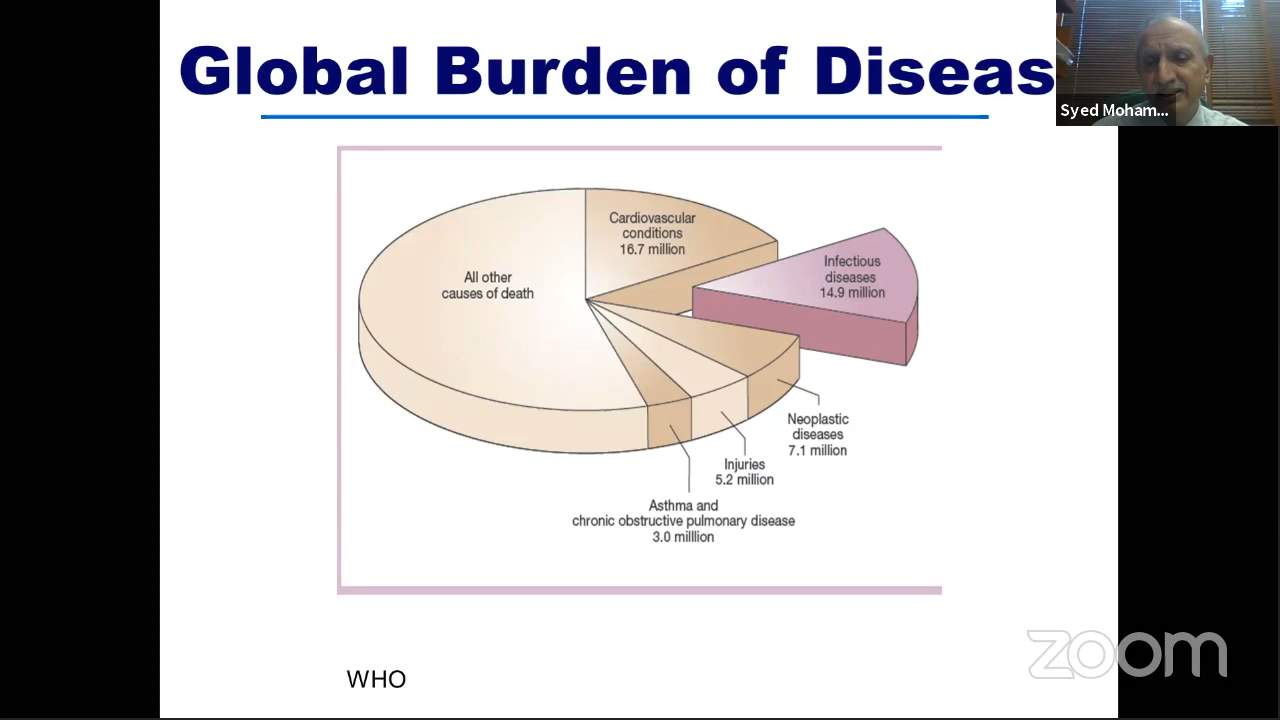 Global Burden of Diseas
Syed Moham...
Cardiovascular
conditions
16.7 million
Infectious
diseases
14.9 million
All other
causes of death
Neoplastic
diseases
7.1 million
Injuries
5.2 million
Asthma and
chronic obstructive pulmonary disease
3.0 milllion
zoom
WHO